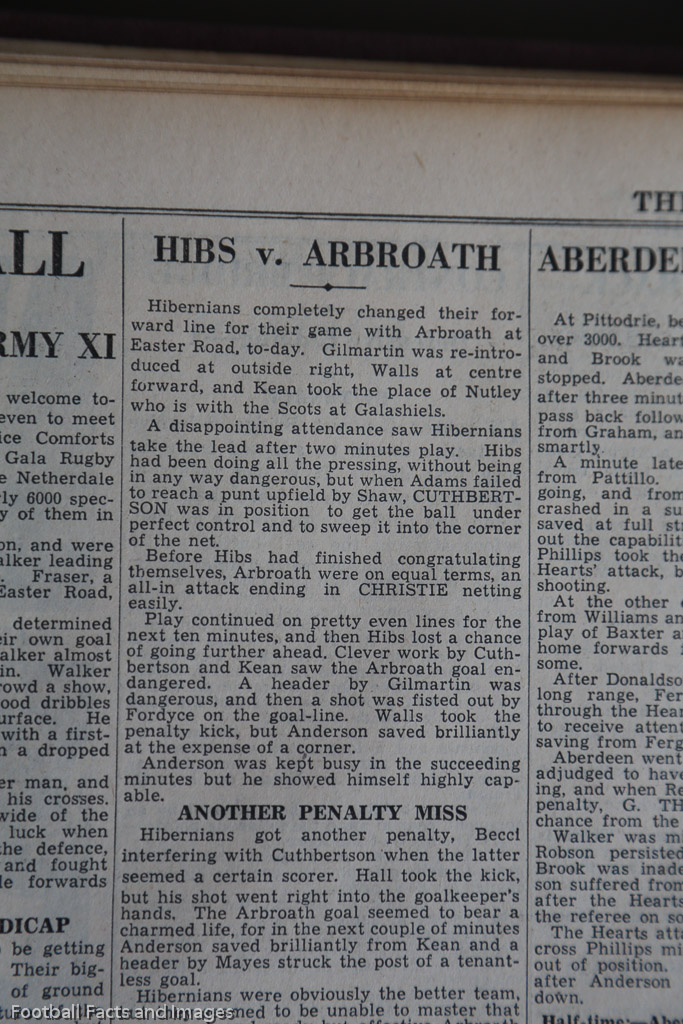 THE
ALL
RMY XI
welcome to-
even to meet
ice Comforts
Gala Rugby
e Netherdale
ly 6000 spec-
y of them in
on, and were
alker leading
. Fraser, a
Easter Road,
determined
eir own goal
alker almost
in. Walker
rowd a show,
ood dribbles
urface. He
with a first-
n a dropped
er man, and
his crosses.
wide of the
luck when
the defence,
and fought
le forwards
DICAP
be getting
Their big-
of ground
HIBS v. ARBROATH
Hibernians completely changed their for-
ward line for their game with Arbroath at
Easter Road, to-day. Gilmartin was re-intro-
duced at outside right, Walls at centre
forward, and Kean took the place of Nutley
who is with the Scots at Galashiels.
A disappointing attendance saw Hibernians
take the lead after two minutes play. Hibs
had been doing all the pressing, without being
in any way dangerous, but when Adams failed
to reach a punt upfield by Shaw, CUTHBERT-
SON was in position to get the ball under
perfect control and to sweep it into the corner
of the net.
Before Hibs had finished congratulating
themselves, Arbroath were on equal terms, an
all-in attack ending in CHRISTIE netting
easily.
Play continued on pretty even lines for the
next ten minutes, and then Hibs lost a chance
of going further ahead. Clever work by Cuth-
bertson and Kean saw the Arbroath goal en-
dangered. A header by Gilmartin was
dangerous, and then a shot was fisted out by
Fordyce on the goal-line. Walls took the
penalty kick, but Anderson saved brilliantly
at the expense of a corner.
Anderson was kept busy in the succeeding
minutes but he showed himself highly cap-
able.
ANOTHER PENALTY MISS
Hibernians got another penalty, Becci
interfering with Cuthbertson when the latter
seemed a certain scorer. Hall took the kick,
but his shot went right into the goalkeeper's
hands. The Arbroath goal seemed to bear a
charmed life, for in the next couple of minutes
Anderson saved brilliantly from Kean and a
header by Mayes struck the post of a tenant-
less goal.
Hibernians were obviously the better team,
med to be unable to master that
ABERDE
At Pittodrie, be
over 3000. Heart
and Brook wa
stopped. Aberde
after three minut
pass back follow
from Graham, an
smartly.
A minute late
from Pattillo.
going, and from
crashed in a su
saved at full st
out the capabilit
Phillips took the
Hearts' attack, b
shooting.
At the other
from Williams an
play of Baxter a
home forwards
some.
After Donaldso
long range, Fer
through the Hear
to receive attent
saving from Ferg
Aberdeen went
adjudged to have
ing, and when Re
penalty, G. TH
chance from the
Walker was m
Robson persisted
Brook was inade
son suffered from
after the Hearts
the referee on so
The Hearts atta
cross Phillips mi
out of position.
after Anderson
down.
Half-time:—Abe
Football Facts and Images